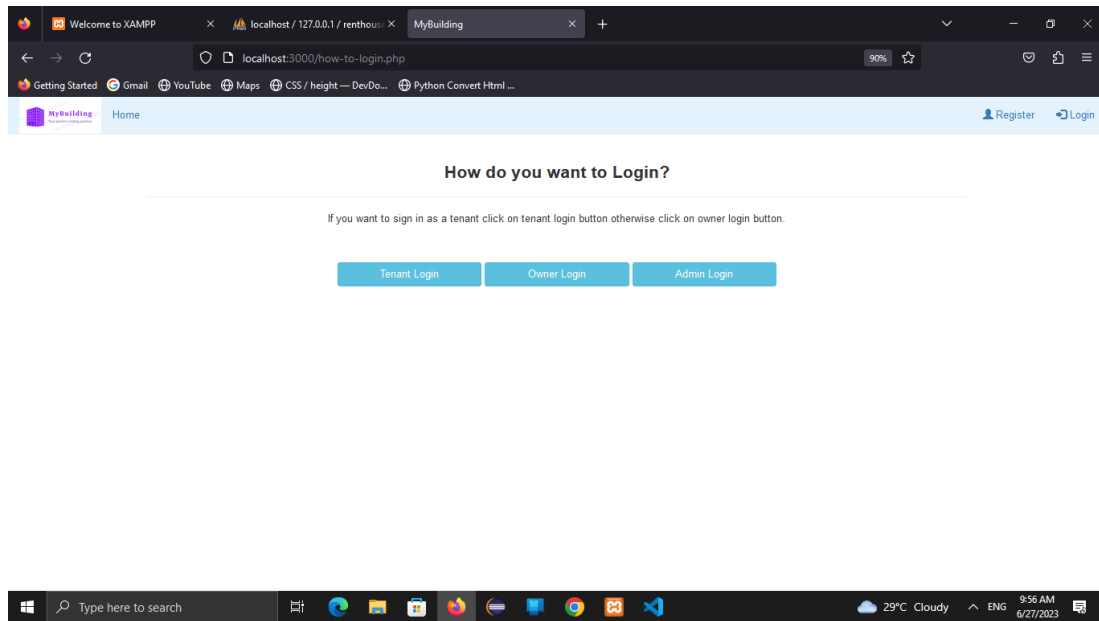 Welcome to XAMPP
localhost / 127.0.0.1 / renthouse
MyBuilding
localhost:3000/how-to-login.php
90%
Getting Started Gmail YouTube Maps CSS / height — DevDo... Python Convert Html ...
MyBuilding
Home
Register
Login
How do you want to Login?
If you want to sign in as a tenant click on tenant login button otherwise click on owner login button.
Tenant Login
Owner Login
Admin Login
Type here to search
29°C Cloudy
ENG
9:56 AM
6/27/2023